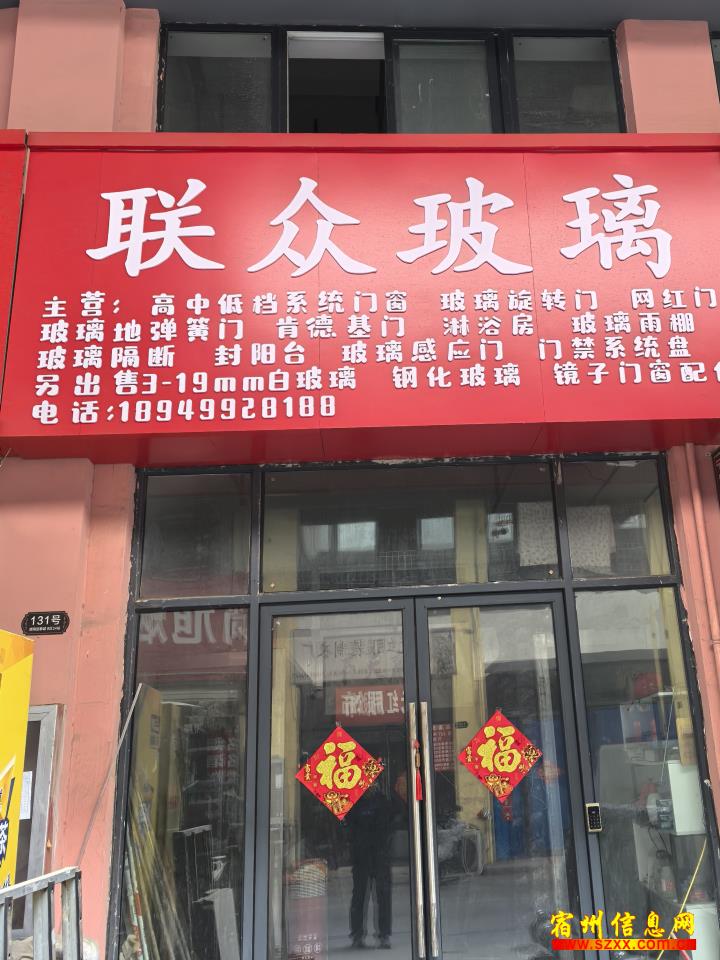 联众玻璃
主营: 高中低档系统门窗 玻璃旋转门 网红门
玻璃地弹簧门 肯德基门 淋浴房 玻璃雨棚
玻璃隔断 封阳台 玻璃感应门 门禁系统盘
另出售3-19mm白玻璃 钢化玻璃 镜子门窗配
电话:18949928188
131号
福
福
红服饰
宿州信息网
www.szxx.com.cn